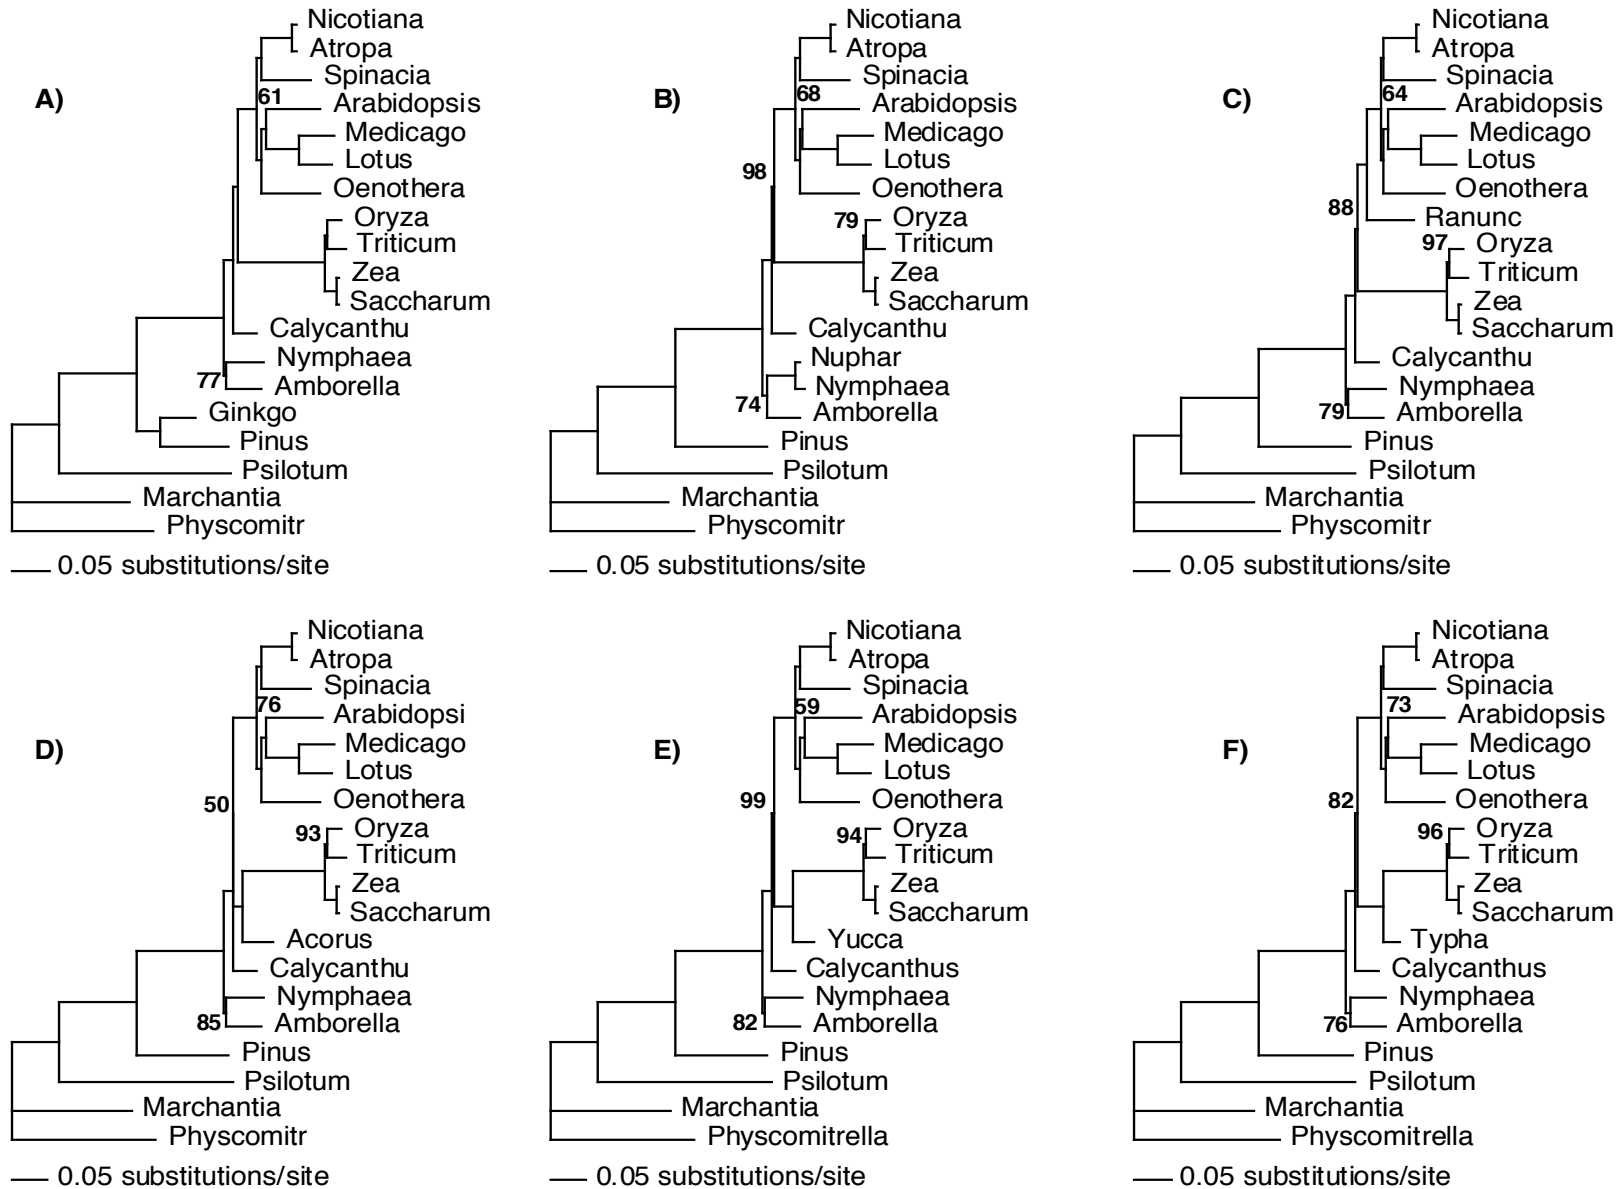 A)
Nicotiana
Atropa
Spinacia
61
Arabidopsis
Medicago
Lotus
Oenothera
Oryza
Triticum
Zea
Saccharum
Calycanthu
Nymphaea
77
Amborella
Ginkgo
Pinus
Psilotum
Marchantia
Physcomitr
0.05 substitutions/site
B)
Nicotiana
Atropa
Spinacia
68
Arabidopsis
Medicago
Lotus
98
Oenothera
79
Oryza
Triticum
Zea
Saccharum
Calycanthu
Nuphar
Nymphaea
74
Amborella
Pinus
Psilotum
Marchantia
Physcomitr
0.05 substitutions/site
C)
Nicotiana
Atropa
Spinacia
64
Arabidopsis
Medicago
Lotus
Oenothera
88
Ranunc
97
Oryza
Triticum
Zea
Saccharum
Calycanthu
Nymphaea
79
Amborella
Pinus
Psilotum
Marchantia
Physcomitr
0.05 substitutions/site
D)
Nicotiana
Atropa
Spinacia
76
Arabidopsi
Medicago
Lotus
Oenothera
50
93
Oryza
Triticum
Zea
Saccharum
Acorus
Calycanthu
Nymphaea
85
Amborella
Pinus
Psilotum
Marchantia
Physcomitr
0.05 substitutions/site
E)
Nicotiana
Atropa
Spinacia
59
Arabidopsis
Medicago
Lotus
Oenothera
99
94
Oryza
Triticum
Zea
Saccharum
Yucca
Calycanthus
Nymphaea
82
Amborella
Pinus
Psilotum
Marchantia
Physcomitrella
0.05 substitutions/site
F)
Nicotiana
Atropa
Spinacia
73
Arabidopsis
Medicago
Lotus
Oenothera
82
96
Oryza
Triticum
Zea
Saccharum
Typha
Calycanthus
Nymphaea
76
Amborella
Pinus
Psilotum
Marchantia
Physcomitrella
0.05 substitutions/site